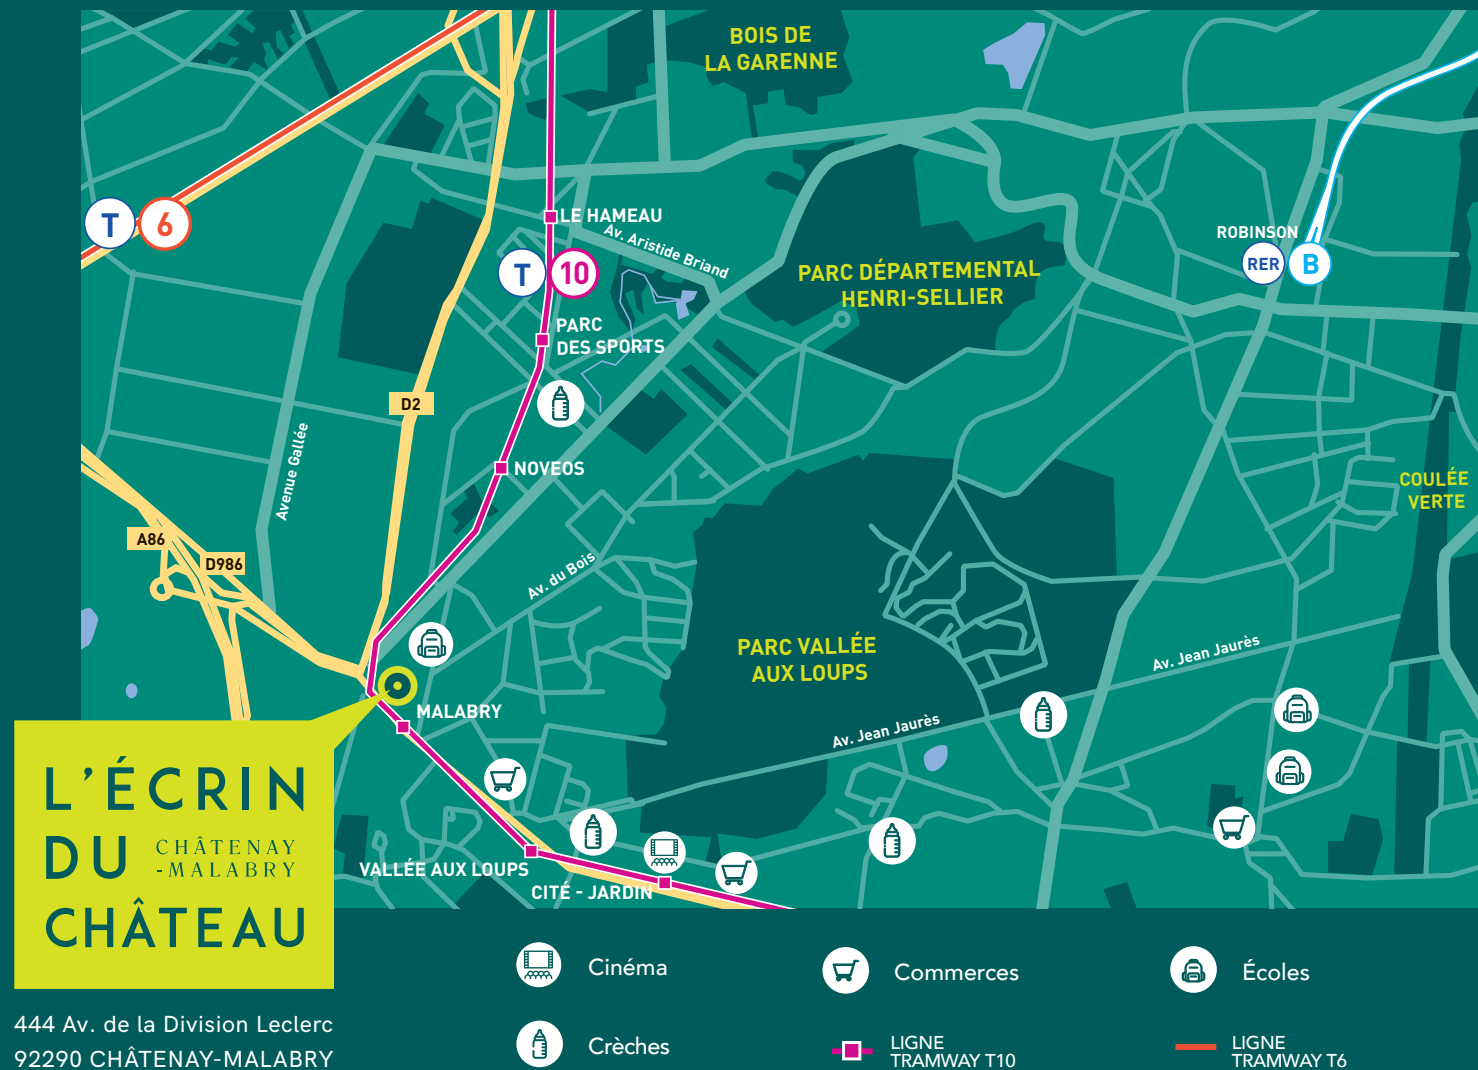 BOIS DE
LA GARENNE
T 6
LE HAMEAU
Av. Aristide Briand
T 10
ROBINSON
RER B
PARC DÉPARTEMENTAL
HENRI-SELLIER
PARC
DES SPORTS
D2
Avenue Gallée
NOVEOS
COULÉE
VERTE
A86
D986
Av. du Bois
PARC VALLÉE
AUX LOUPS
Av. Jean Jaurès
Av. Jean Jaurès
MALABRY
VALLÉE AUX LOUPS
CITÉ - JARDIN
L'ÉCRIN
DU CHÂTENAY
-MALABRY
CHÂTEAU
444 Av. de la Division Leclerc
92290 CHÂTENAY-MALABRY
Cinéma
Commerces
Écoles
Crèches
LIGNE
TRAMWAY T10
LIGNE
TRAMWAY T6